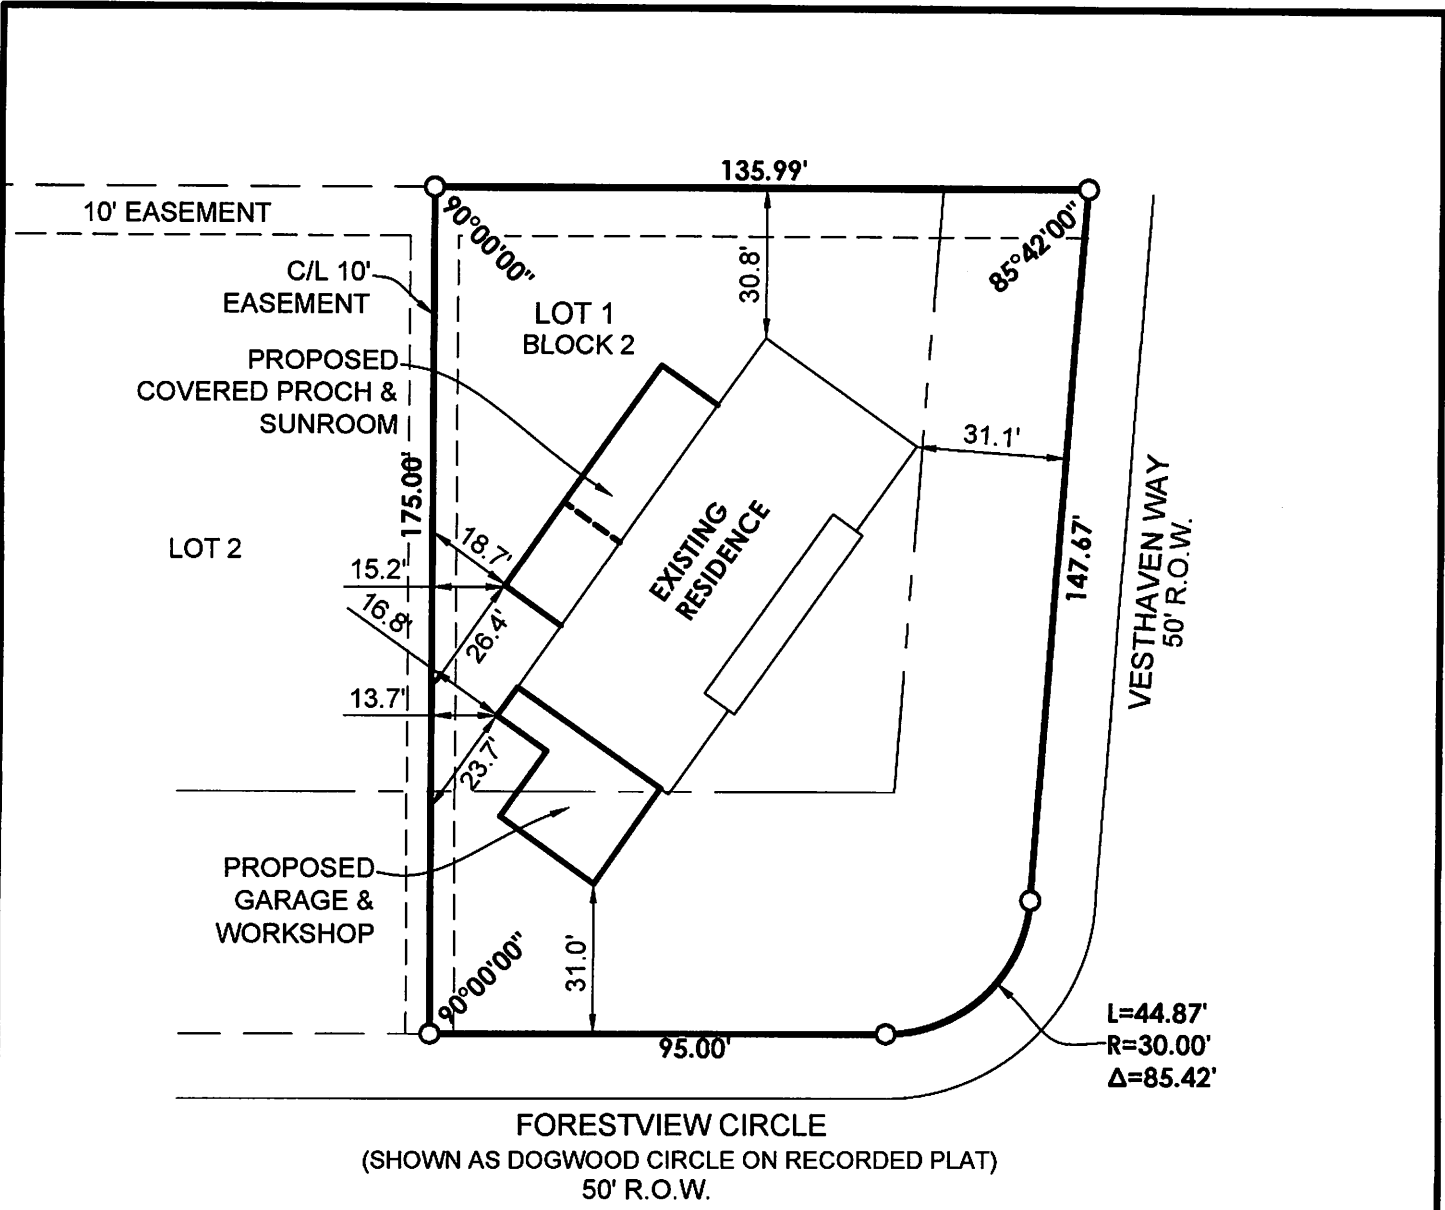 135.99'
10' EASEMENT
90°00'00"
85°42'00"
C/L 10'
EASEMENT
30.8'
LOT 1
BLOCK 2
PROPOSED
COVERED PROCH &
SUNROOM
31.1'
175.00'
EXISTING
RESIDENCE
VESTHAVEN WAY
50' R.O.W.
147.67'
LOT 2
18.7'
15.2'
16.8'
26.4'
13.7'
23.7'
PROPOSED
GARAGE &
WORKSHOP
90°00'00"
31.0'
95.00'
L=44.87'
R=30.00'
Δ=85.42'
FORESTVIEW CIRCLE
(SHOWN AS DOGWOOD CIRCLE ON RECORDED PLAT)
50' R.O.W.